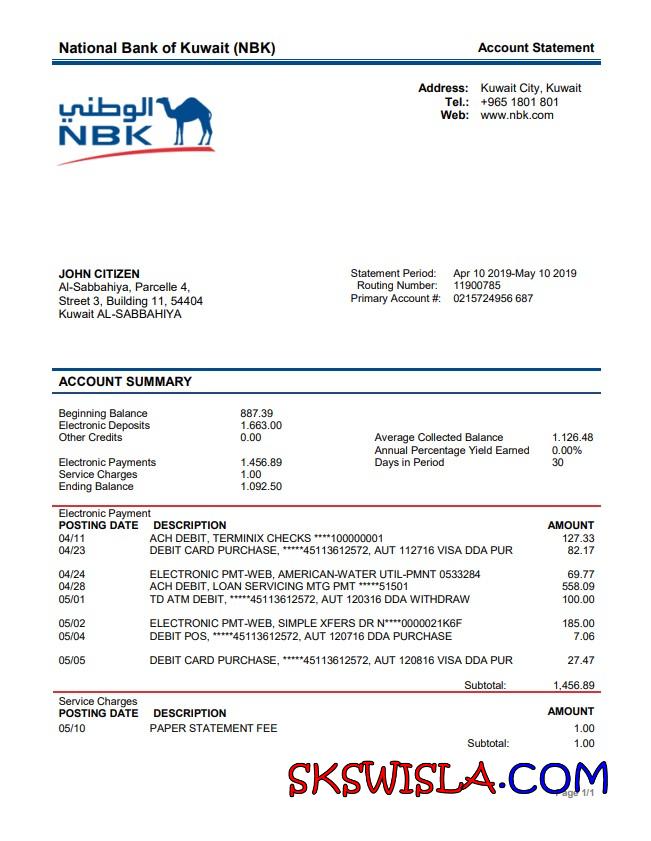 National Bank of Kuwait (NBK)
Account Statement
Address: Kuwait City, Kuwait
Tel.: +965 1801 801
Web: www.nbk.com
الوطني
NBK
JOHN CITIZEN
Al-Sabbahiya, Parcelle 4,
Street 3, Building 11, 54404
Kuwait AL-SABBAHIYA
Statement Period: Apr 10 2019-May 10 2019
Routing Number: 11900785
Primary Account #: 0215724956 687
ACCOUNT SUMMARY
Beginning Balance 887.39
Electronic Deposits 1.663.00
Other Credits 0.00
Electronic Payments 1.456.89
Service Charges 1.00
Ending Balance 1.092.50
Average Collected Balance 1.126.48
Annual Percentage Yield Earned 0.00%
Days in Period 30
Electronic Payment
POSTING DATE DESCRIPTION AMOUNT
04/11 ACH DEBIT, TERMINIX CHECKS ****100000001 127.33
04/23 DEBIT CARD PURCHASE, *****45113612572, AUT 112716 VISA DDA PUR 82.17
04/24 ELECTRONIC PMT-WEB, AMERICAN-WATER UTIL-PMNT 0533284 69.77
04/28 ACH DEBIT, LOAN SERVICING MTG PMT *****51501 558.09
05/01 TD ATM DEBIT, *****45113612572, AUT 120316 DDA WITHDRAW 100.00
05/02 ELECTRONIC PMT-WEB, SIMPLE XFERS DR N****0000021K6F 185.00
05/04 DEBIT POS, *****45113612572, AUT 120716 DDA PURCHASE 7.06
05/05 DEBIT CARD PURCHASE, *****45113612572, AUT 120816 VISA DDA PUR 27.47
Subtotal: 1,456.89
Service Charges
POSTING DATE DESCRIPTION AMOUNT
05/10 PAPER STATEMENT FEE 1.00
Subtotal: 1.00
SKSWISLA.COM
Page 1/1